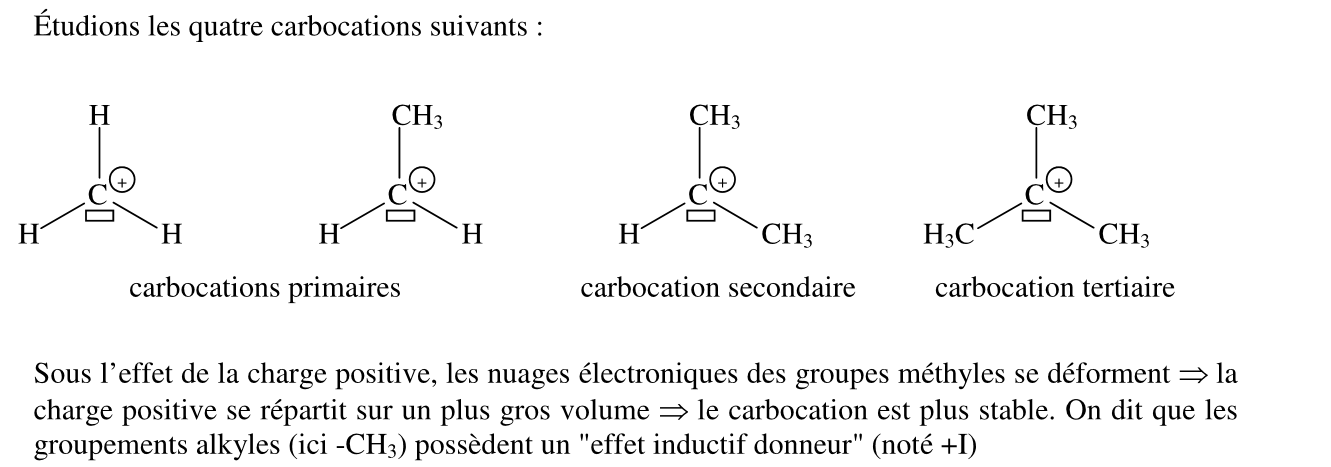 Étudions les quatre carbocations suivants :
H CH₃ CH₃ CH₃
C + C + C + C +
H H H H H CH₃ H₃C CH₃
carbocations primaires carbocation secondaire carbocation tertiaire
Sous l’effet de la charge positive, les nuages électroniques des groupes méthyles se déforment ⇒ la
charge positive se répartit sur un plus gros volume ⇒ le carbocation est plus stable. On dit que les
groupements alkyles (ici -CH₃) possèdent un "effet inductif donneur" (noté +I)